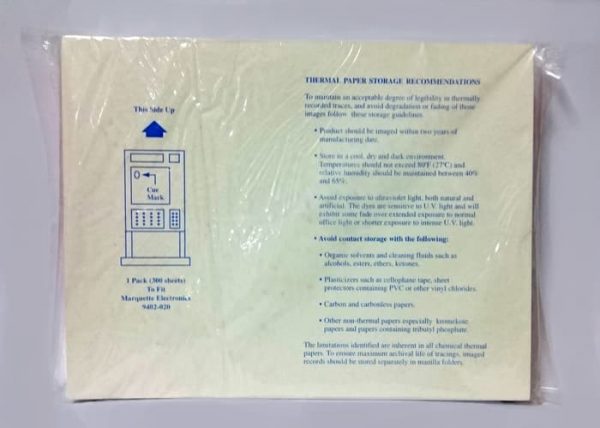 This Side Up
Cue
Mark
1 Pack (300 sheets)
To Fit
Marquette Electronics
9402-020
THERMAL PAPER STORAGE RECOMMENDATIONS
To maintain an acceptable degree of legibility in thermally
recorded traces, and avoid degradation or fading of those
images follow these storage guidelines.
• Product should be imaged within two years of
manufacturing date.
• Store in a cool, dry and dark environment.
Temperatures should not exceed 80°F (27°C) and
relative humidity should be maintained between 40%
and 65%.
• Avoid exposure to ultraviolet light, both natural and
artificial. The dyes are sensitive to U.V. light and will
exhibit some fade over extended exposure to normal
office light or shorter exposure to intense U.V. light.
• Avoid contact storage with the following:
• Organic solvents and cleaning fluids such as
alcohols, esters, ethers, ketones.
• Plasticizers such as cellophane tape, sheet
protectors containing PVC or other vinyl chlorides.
• Carbon and carbonless papers.
• Other non-thermal papers especially kromekote
papers and papers containing tributyl phosphate.
The limitations identified are inherent in all chemical thermal
papers. To ensure maximum archival life of tracings, imaged
records should be stored separately in manilla folders.